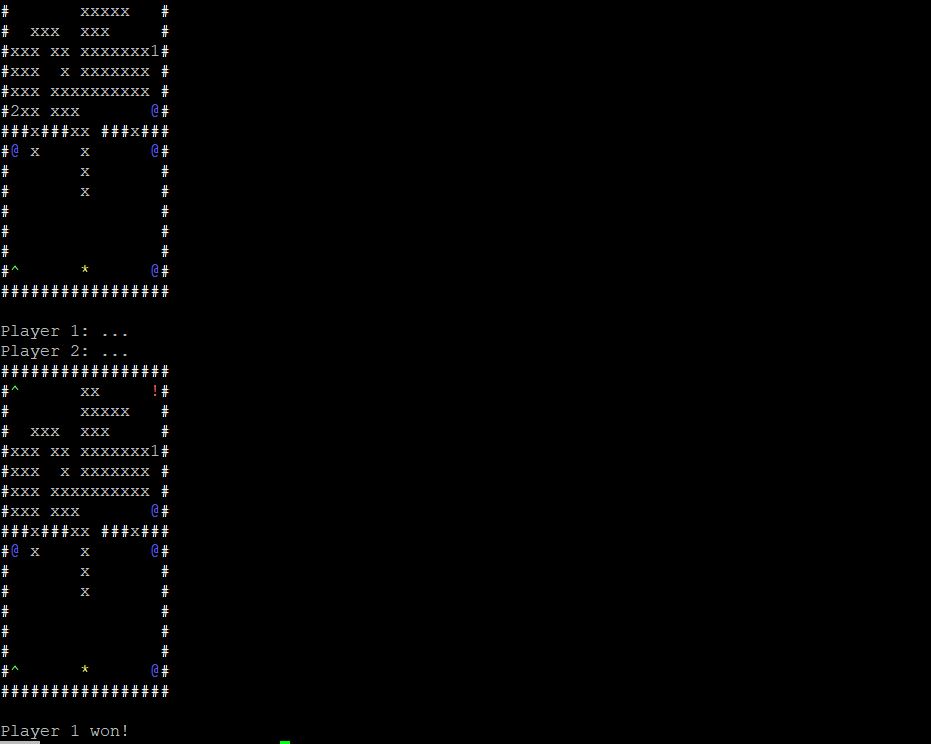 #       xxxxx   #
#  xxx  xxx     #
#xxx xx xxxxxxx1#
#xxx  x xxxxxxx #
#xxx xxxxxxxxxx #
#2xx xxx       @#
###x###xx ###x###
#@ x    x      @#
#       x       #
#       x       #
#               #
#               #
#               #
#^      *      @#
#################

Player 1: ...
Player 2: ...
#################
#^      xx     !#
#       xxxxx   #
#  xxx  xxx     #
#xxx xx xxxxxxx1#
#xxx  x xxxxxxx #
#xxx xxxxxxxxxx #
#xxx xxx       @#
###x###xx ###x###
#@ x    x      @#
#       x       #
#       x       #
#               #
#               #
#               #
#^      *      @#
#################

Player 1 won!